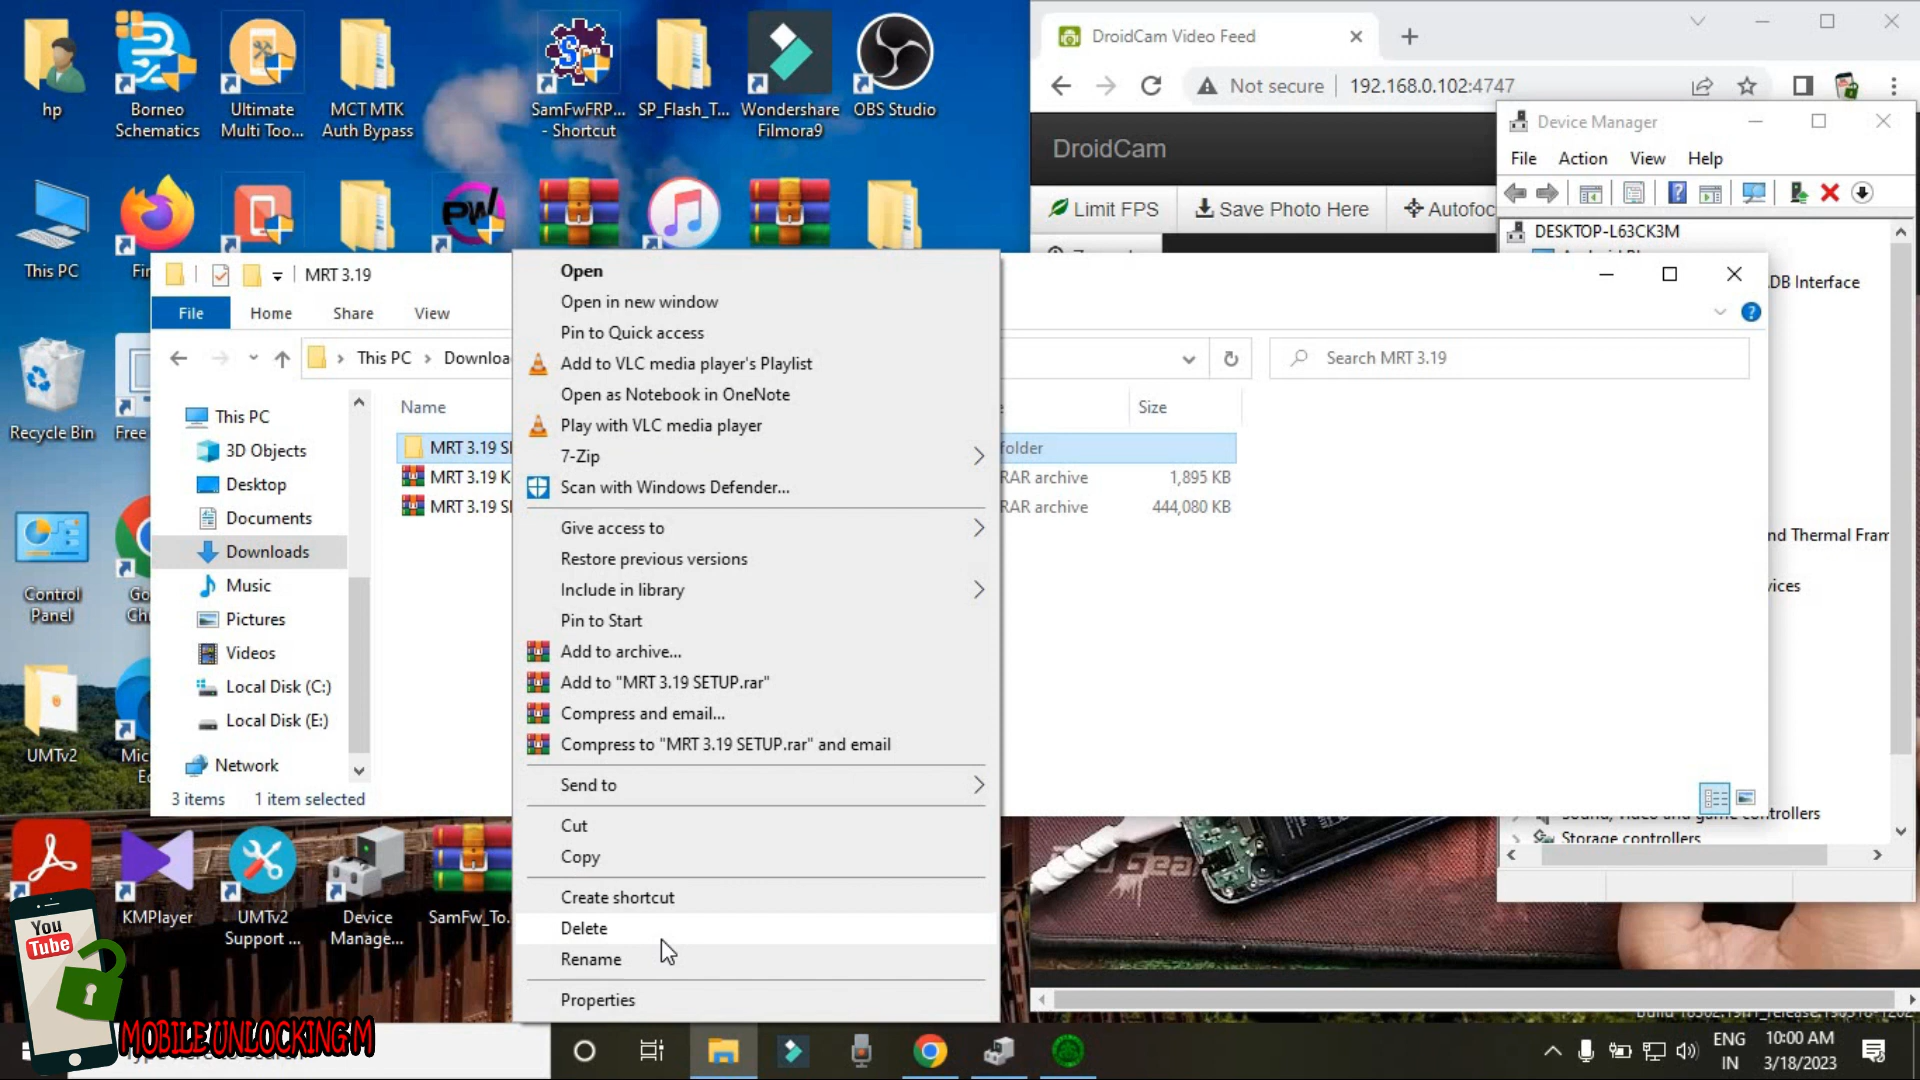 hp
Borneo
Schematics
Ultimate
Multi Too...
MCT MTK
Auth Bypass
SamFwFRP...
- Shortcut
SP_Flash_T...
Wondershare
Filmora9
OBS Studio
This PC
Recycle Bin
Free
Control
Panel
UMTv2
KMPlayer
UMTv2
Support ...
Device
Manage...
SamFw_To...
DroidCam Video Feed
Not secure
192.168.0.102:4747
DroidCam
Limit FPS
Save Photo Here
Autofoc
Device Manager
File
Action
View
Help
DESKTOP-L63CK3M
DB Interface
nd Thermal Fram
vices
Sound, video and game controllers
Storage controllers
MRT 3.19
File
Home
Share
View
This PC
Downloa
Search MRT 3.19
This PC
3D Objects
Desktop
Documents
Downloads
Music
Pictures
Videos
Local Disk (C:)
Local Disk (E:)
Network
3 items
1 item selected
Name
Size
MRT 3.19 S
folder
MRT 3.19 K
RAR archive
1,895 KB
MRT 3.19 S
RAR archive
444,080 KB
Open
Open in new window
Pin to Quick access
Add to VLC media player's Playlist
Open as Notebook in OneNote
Play with VLC media player
7-Zip
Scan with Windows Defender...
Give access to
Restore previous versions
Include in library
Pin to Start
Add to archive...
Add to "MRT 3.19 SETUP.rar"
Compress and email...
Compress to "MRT 3.19 SETUP.rar" and email
Send to
Cut
Copy
Create shortcut
Delete
Rename
Properties
You
Tube
MOBILE UNLOCKING M
ENG
IN
10:00 AM
3/18/2023